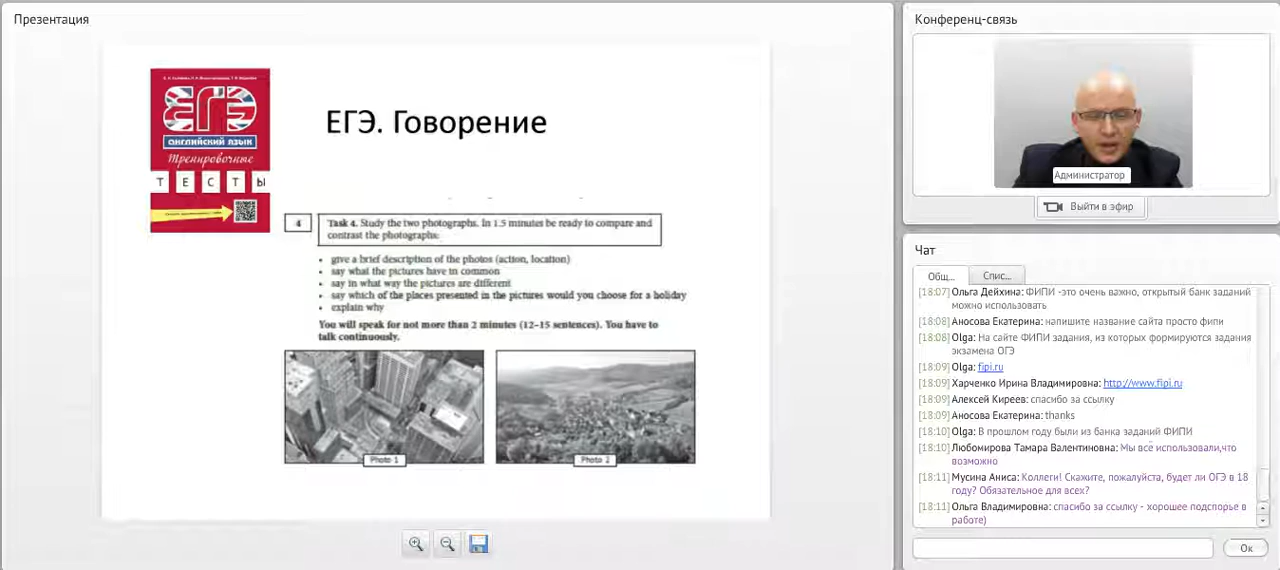 Презентация
ЕГЭ
АНГЛИЙСКИЙ ЯЗЫК
Тренировочные
Т Е С Т Ы
ЕГЭ. Говорение
4
Task 4. Study the two photographs. In 1.5 minutes be ready to compare and
contrast the photographs:
• give a brief description of the photos (action, location)
• say what the pictures have in common
• say in what way the pictures are different
• say which of the places presented in the pictures would you choose for a holiday
• explain why
You will speak for not more than 2 minutes (12–15 sentences). You have to
talk continuously.
Photo 1
Photo 2
Конференц-связь
Администратор
Выйти в эфир
Чат
Общ...
Спис...
[18:07] Ольга Дейхина: ФИПИ -это очень важно, открытый банк заданий
можно использовать
[18:08] Аносова Екатерина: напишите название сайта просто фипи
[18:08] Olga: На сайте ФИПИ задания, из которых формируются задания
экзамена ОГЭ
[18:09] Olga: fipi.ru
[18:09] Харченко Ирина Владимировна: http://www.fipi.ru
[18:09] Алексей Киреев: спасибо за ссылку
[18:09] Аносова Екатерина: thanks
[18:10] Olga: В прошлом году были из банка заданий ФИПИ
[18:10] Любомирова Тамара Валентиновна: Мы всё использовали,что
возможно
[18:11] Мусина Аниса: Коллеги! Скажите, пожалуйста, будет ли ОГЭ в 18
году? Обязательное для всех?
[18:11] Ольга Владимировна: спасибо за ссылку - хорошее подспорье в
работе)
Ок